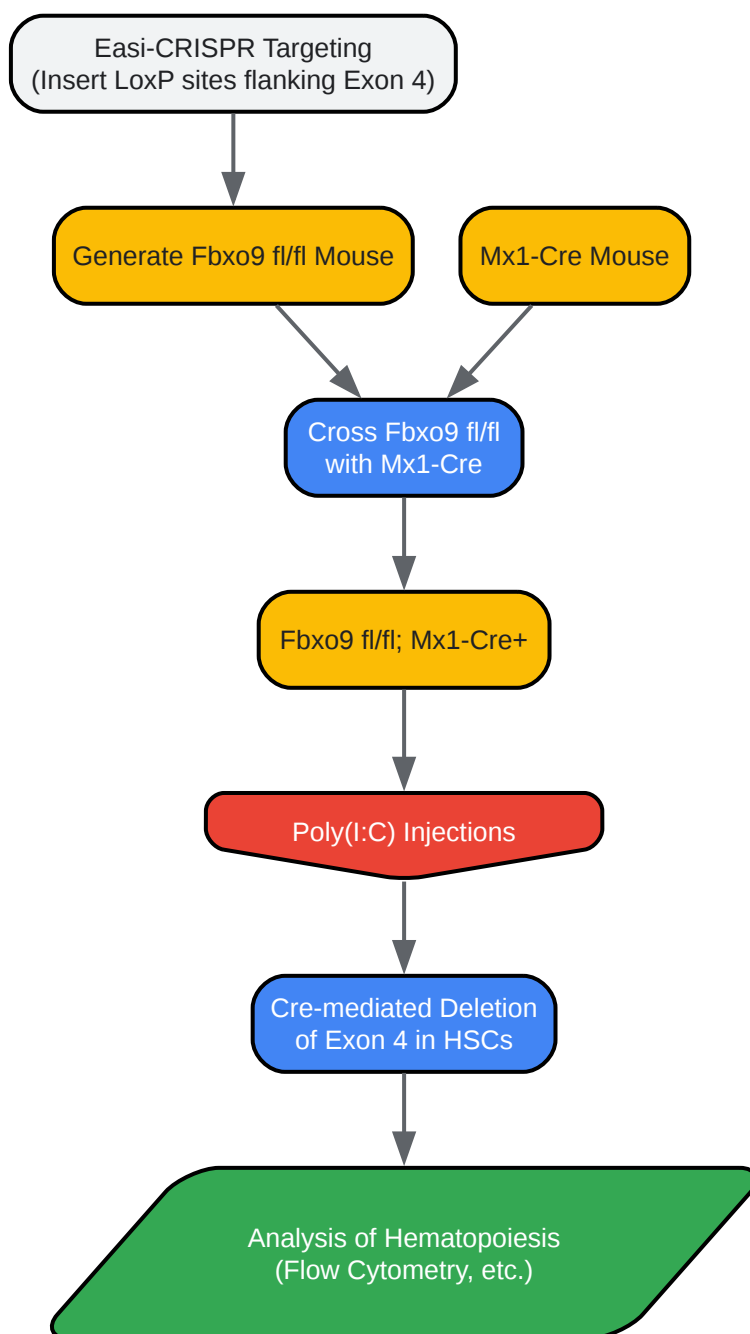 Easi-CRISPR Targeting
(Insert LoxP sites flanking Exon 4)
Generate Fbxo9 fl/fl Mouse
Mx1-Cre Mouse
Cross Fbxo9 fl/fl
with Mx1-Cre
Fbxo9 fl/fl; Mx1-Cre+
Poly(I:C) Injections
Cre-mediated Deletion
of Exon 4 in HSCs
Analysis of Hematopoiesis
(Flow Cytometry, etc.)